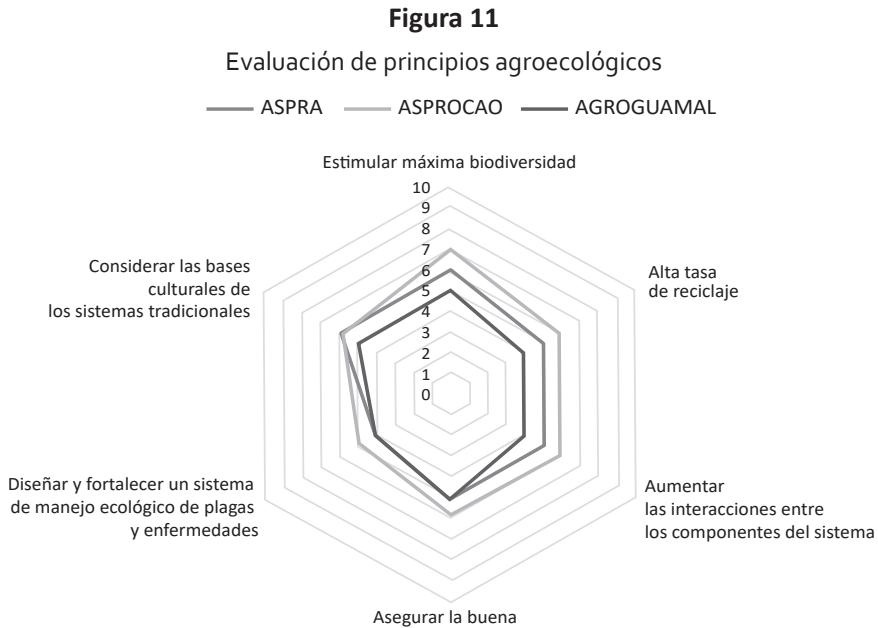 Figura 11
Evaluación de principios agroecológicos
ASPRA ASPROCAO AGROGUAMAL
Estimular máxima biodiversidad
10
9
8
7
6
5
4
3
2
1
0
Alta tasa
de reciclaje
Aumentar
las interacciones entre
los componentes del sistema
Asegurar la buena
Diseñar y fortalecer un sistema
de manejo ecológico de plagas
y enfermedades
Considerar las bases
culturales de
los sistemas tradicionales